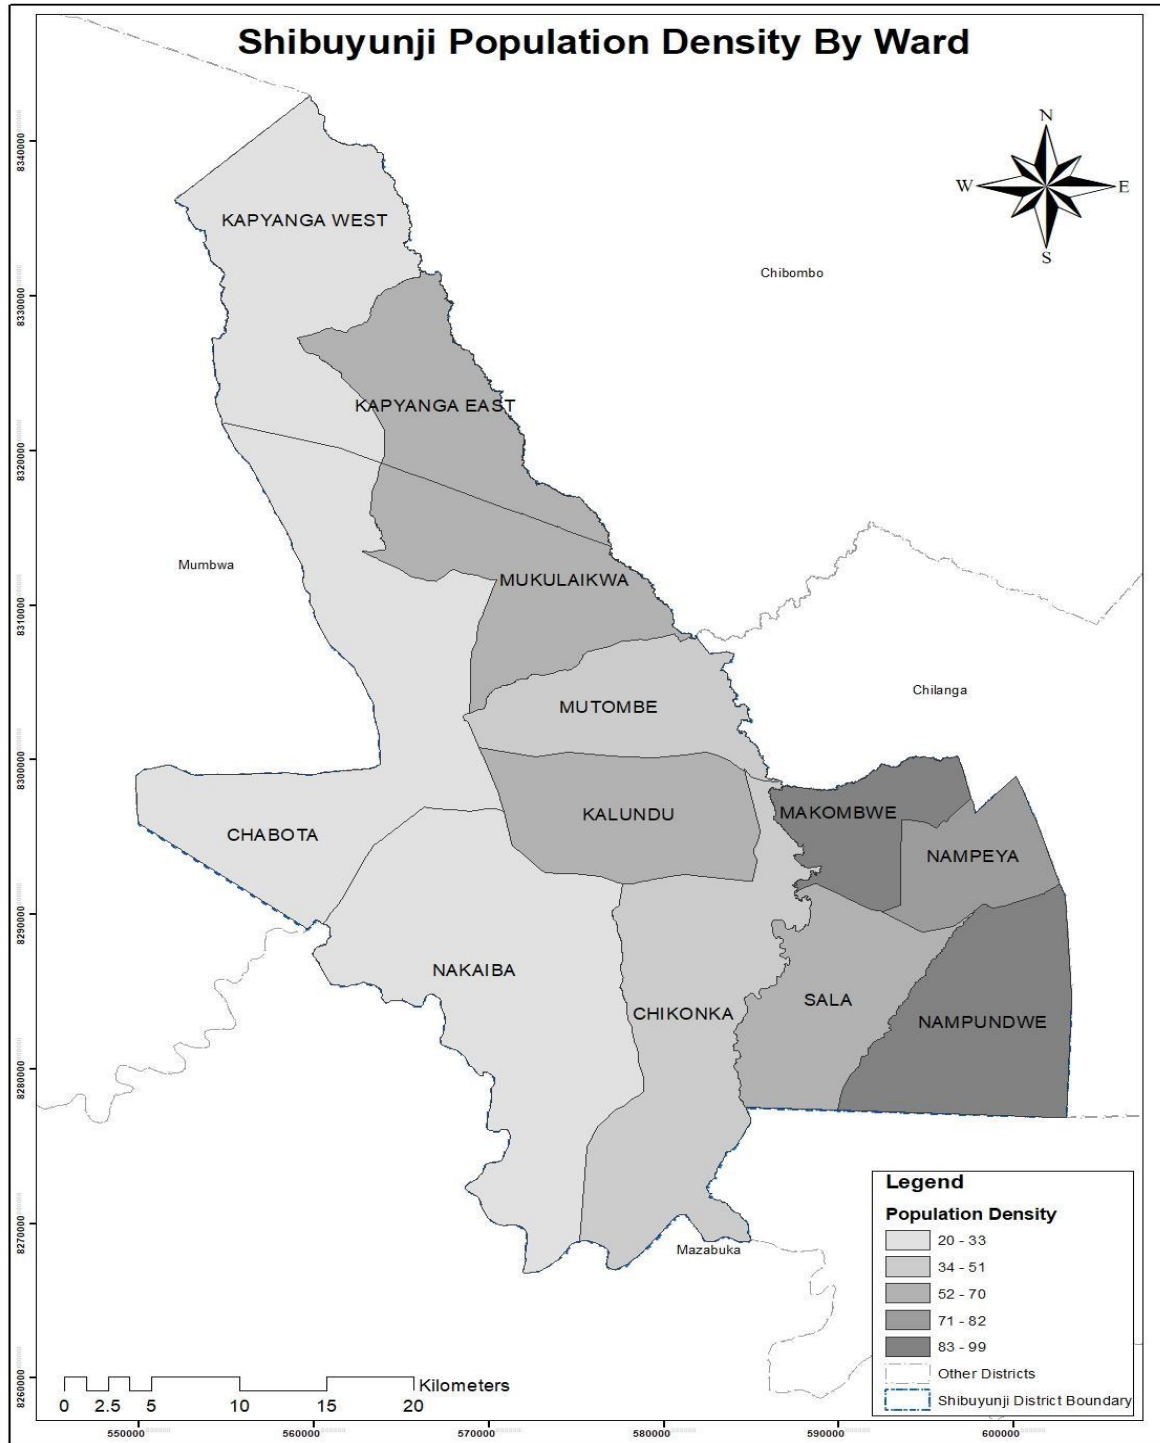 Shibuyunji Population Density By Ward
N
W
E
S
KAPYANGA WEST
Chibombo
KAPYANGA EAST
Mumbwa
MUKULAIKWA
Chilanga
MUTOMBE
KALUNDU
MAKOMBWE
CHABOTA
NAMPEYA
NAKAIBA
SALA
CHIKONKA
NAMPUNDWE
Mazabuka
Legend
Population Density
20 - 33
34 - 51
52 - 70
71 - 82
83 - 99
Other Districts
Shibuyunji District Boundary
Kilometers
0 2.5 5 10 15 20
8340000
8330000
8320000
8310000
8300000
8290000
8280000
8270000
8260000
550000 560000 570000 580000 590000 600000